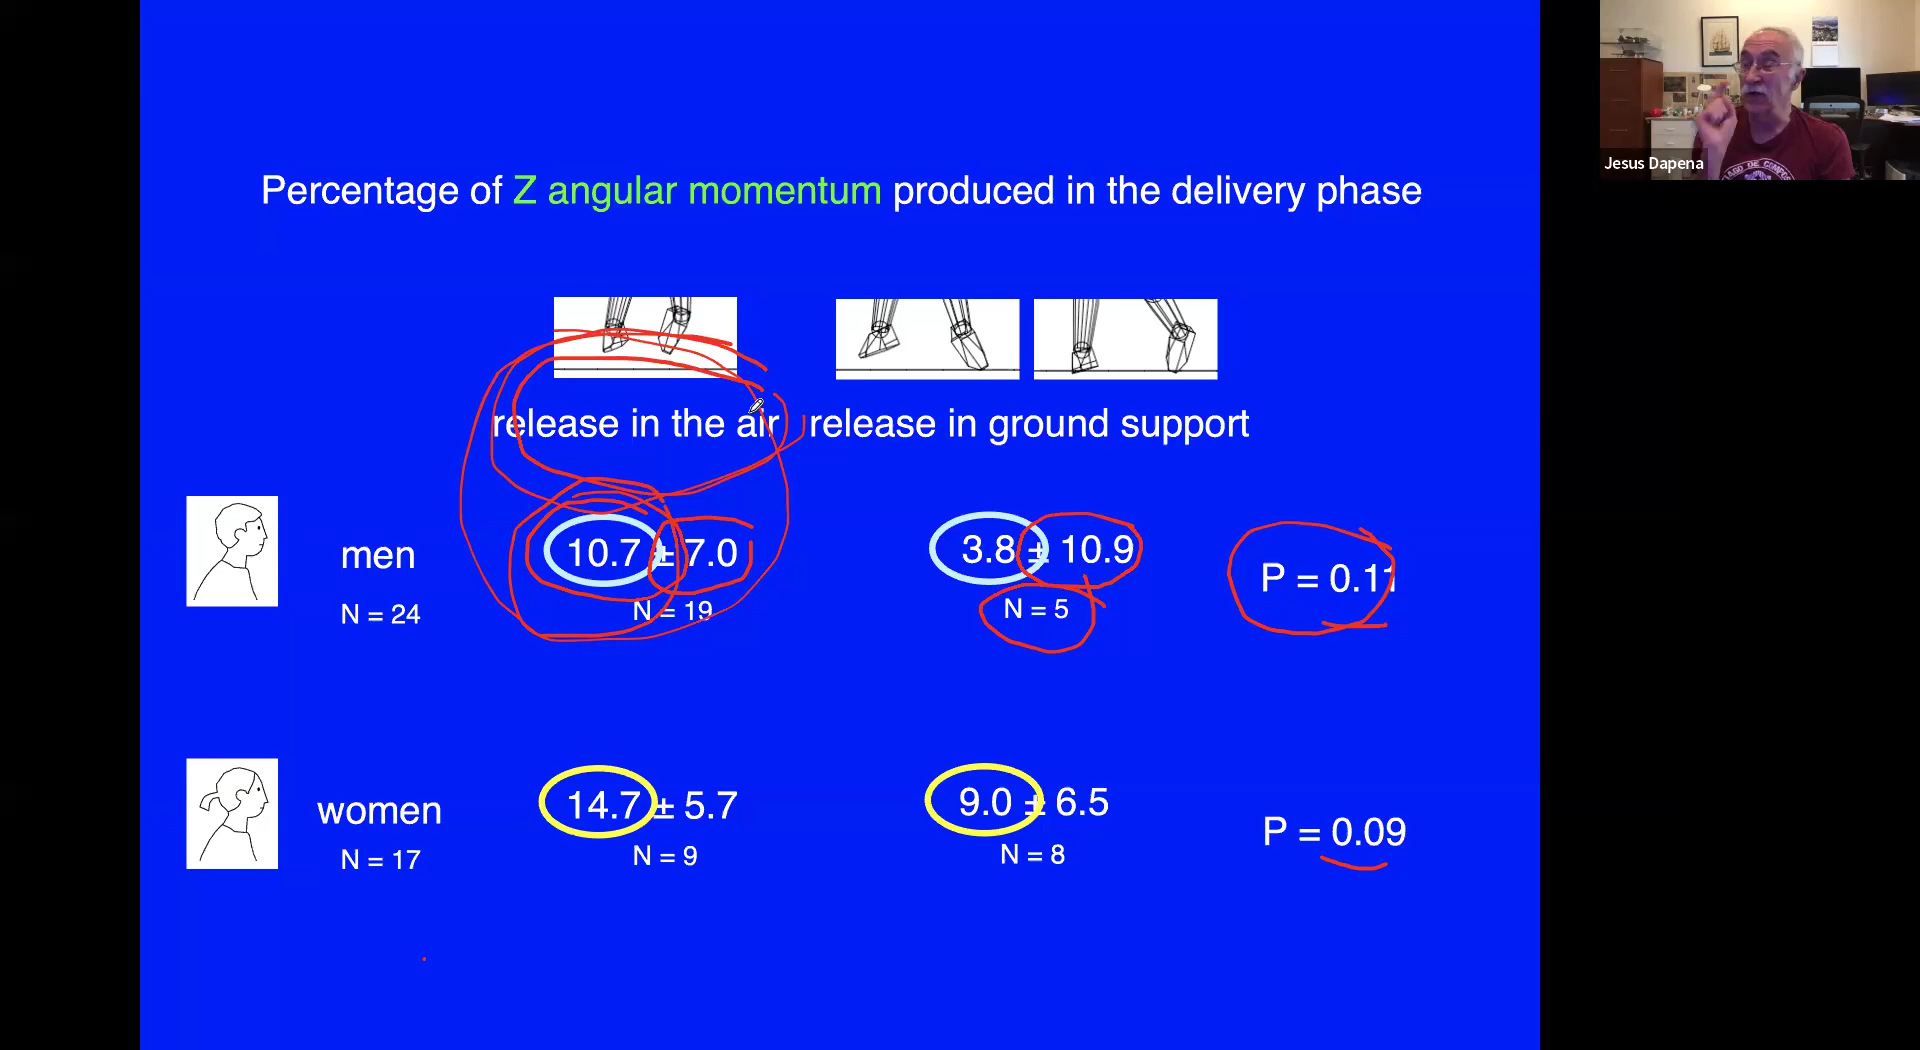 Jesus Dapena
Percentage of Z angular momentum produced in the delivery phase
release in the air release in ground support
men
N = 24
10.7 ± 7.0
N = 19
3.8 ± 10.9
N = 5
P = 0.11
women
N = 17
14.7 ± 5.7
N = 9
9.0 ± 6.5
N = 8
P = 0.09